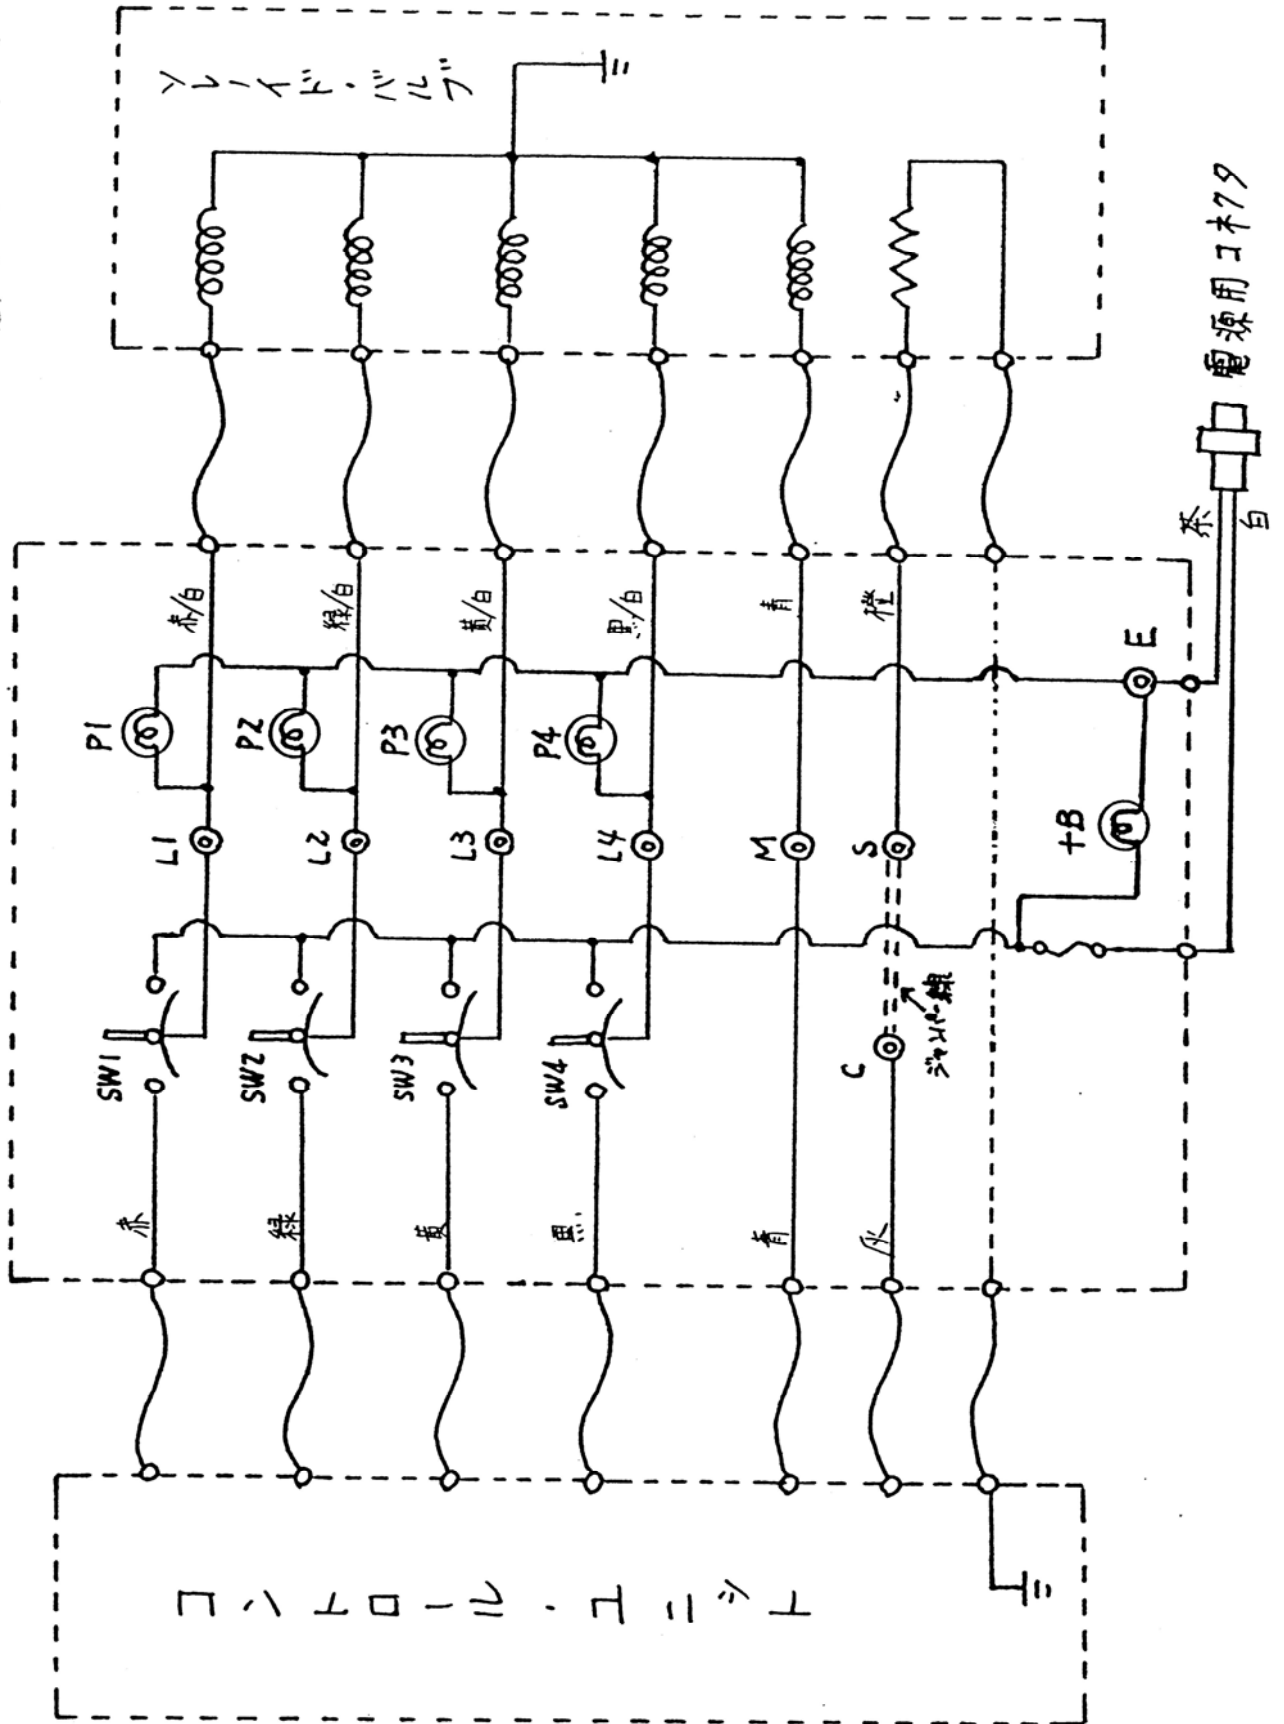 ソレノイド・バルブ
電源用コネクタ
茶
白
赤/白
緑/白
黄/白
黒/白
青
橙
P1
P2
P3
P4
E
L1
L2
L3
L4
M
S
+B
SW1
SW2
SW3
SW4
C
ジャンパー線
赤
緑
黄
黒
青
灰
コントロール・ユニット